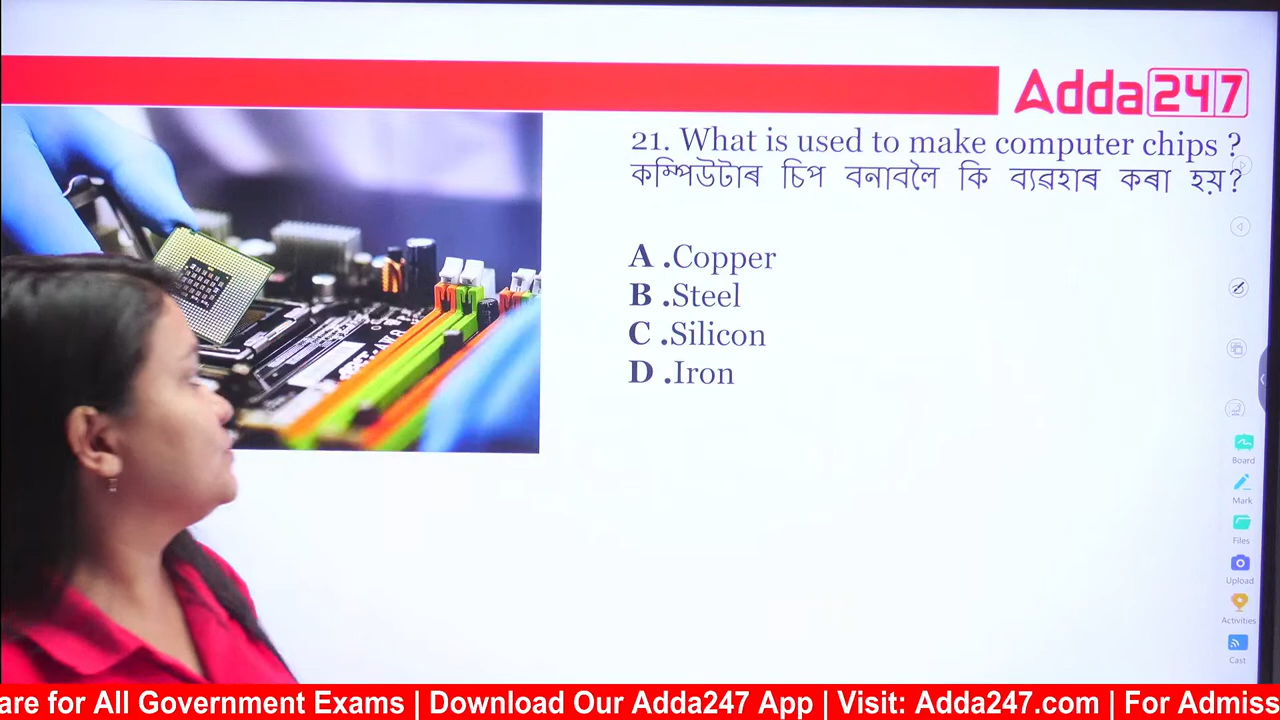 Adda247
21. What is used to make computer chips ?
কম্পিউটাৰ চিপ বনাবলৈ কি ব্যৱহাৰ কৰা হয়?
A .Copper
B .Steel
C .Silicon
D .Iron
Board
Mark
Files
Upload
Activities
Cast
are for All Government Exams | Download Our Adda247 App | Visit: Adda247.com | For Admiss